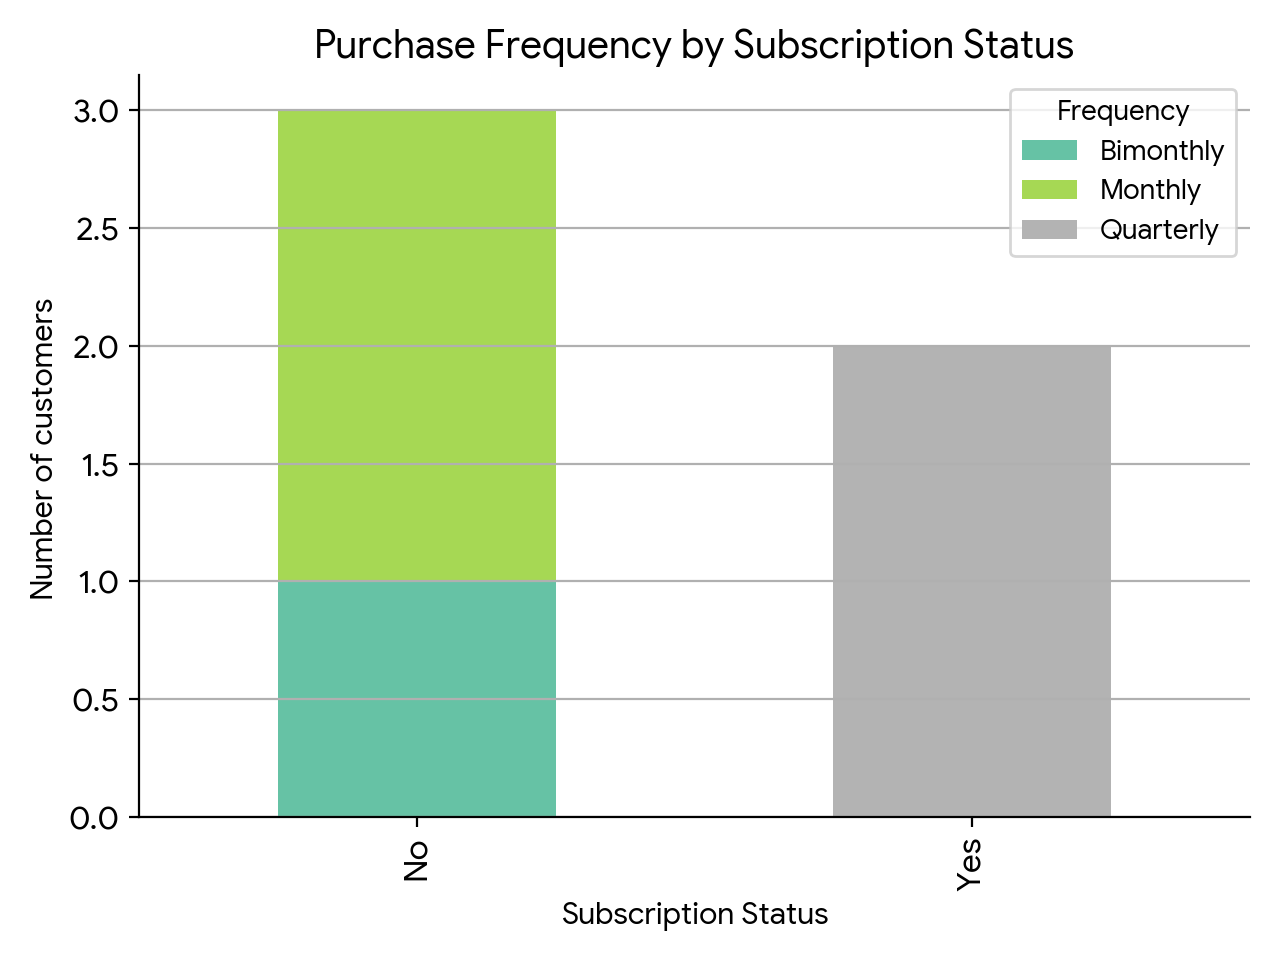 Purchase Frequency by Subscription Status
Frequency
Bimonthly
Monthly
Quarterly
Number of customers
3.0
2.5
2.0
1.5
1.0
0.5
0.0
No
Yes
Subscription Status